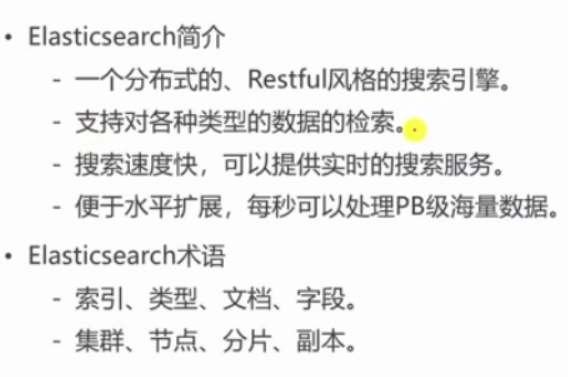 • Elasticsearch简介
- 一个分布式的、Restful风格的搜索引擎。
- 支持对各种类型的数据的检索。
- 搜索速度快，可以提供实时的搜索服务。
- 便于水平扩展，每秒可以处理PB级海量数据。
• Elasticsearch术语
- 索引、类型、文档、字段。
- 集群、节点、分片、副本。